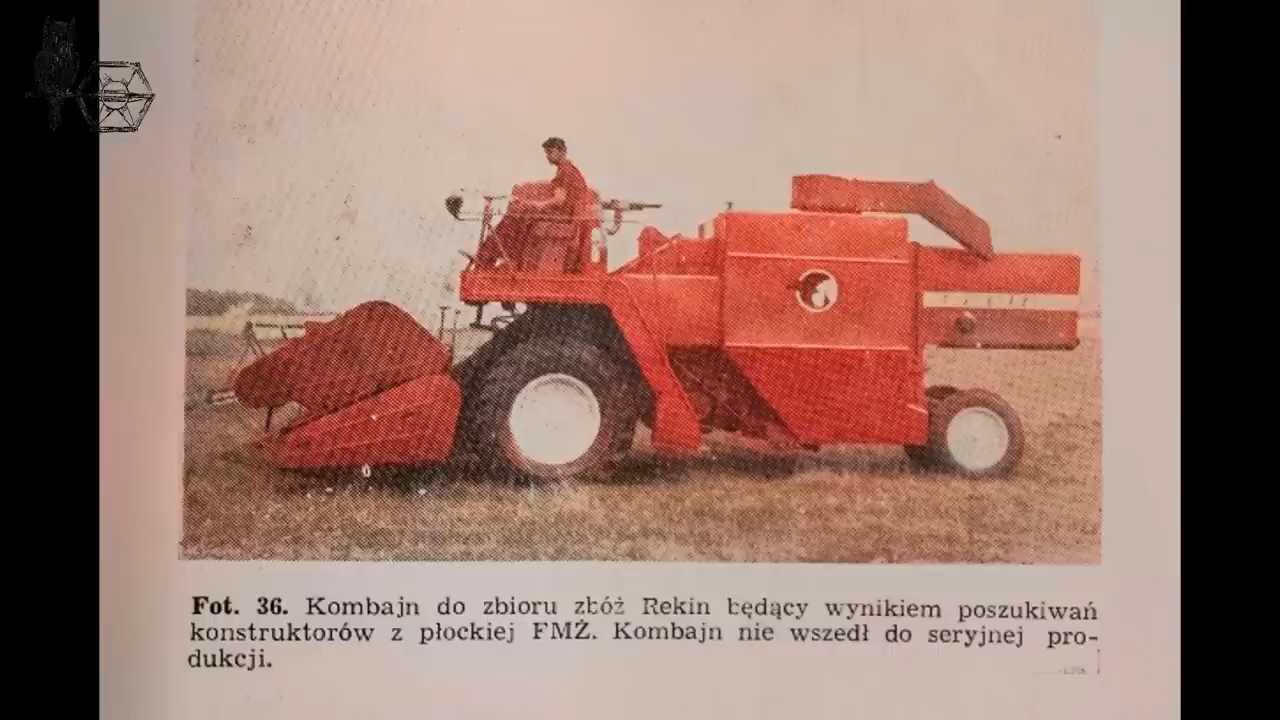 Fot. 36. Kombajn do zbioru zbóż Rekin będący wynikiem poszukiwań
konstruktorów z płockiej FMŻ. Kombajn nie wszedł do seryjnej pro-
dukcji.